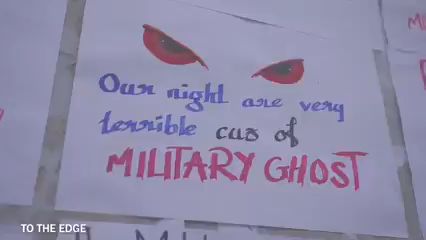 Our night are very
terrible cus of
MILITARY GHOST
TO THE EDGE